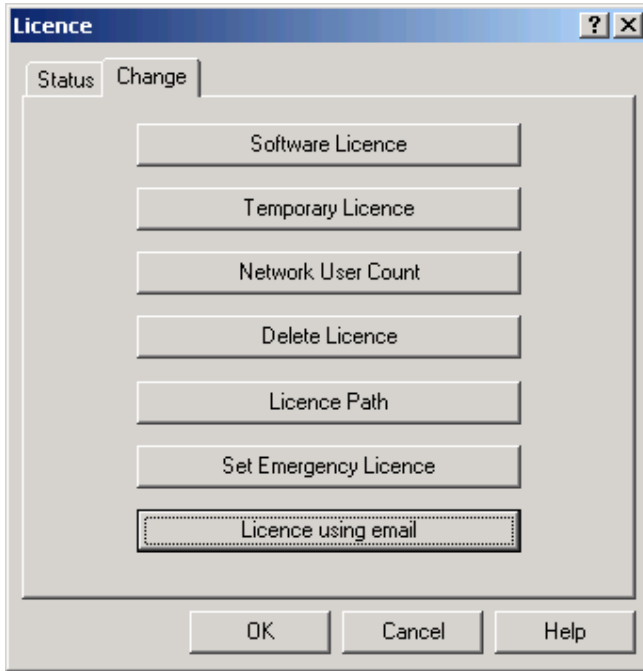 Licence
Status Change
Software Licence
Temporary Licence
Network User Count
Delete Licence
Licence Path
Set Emergency Licence
Licence using email
OK Cancel Help